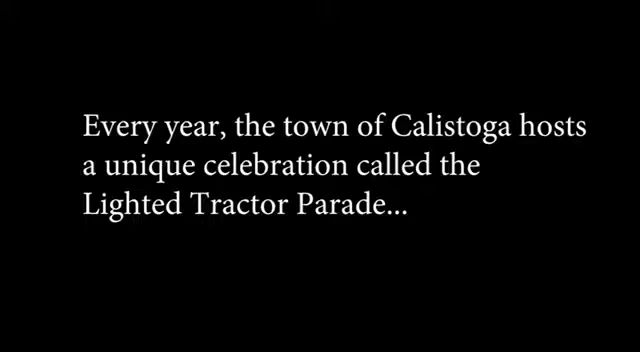 Every year, the town of Calistoga hosts
a unique celebration called the
Lighted Tractor Parade...